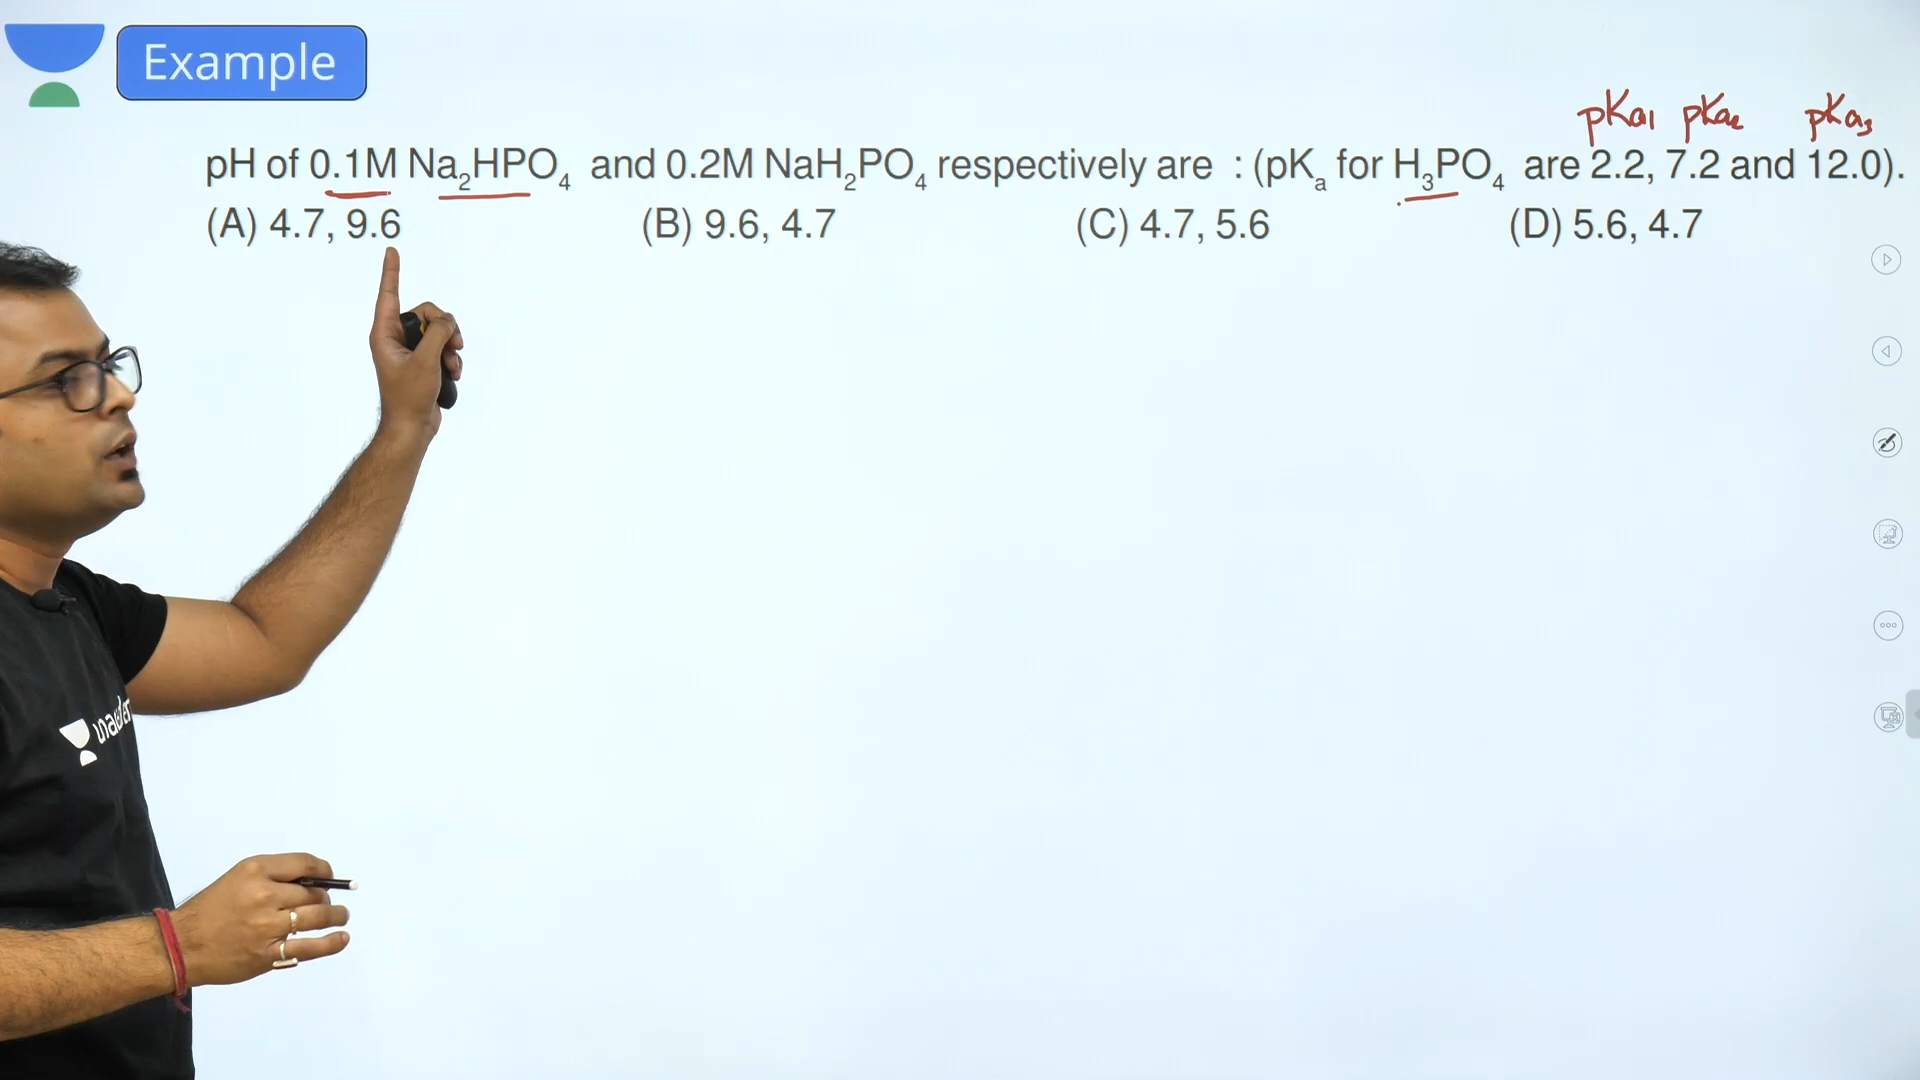 Example
pKa1 pKa2 pKa3
pH of 0.1M Na₂HPO₄ and 0.2M NaH₂PO₄ respectively are : (pKₐ for H₃PO₄ are 2.2, 7.2 and 12.0).
(A) 4.7, 9.6 (B) 9.6, 4.7 (C) 4.7, 5.6 (D) 5.6, 4.7